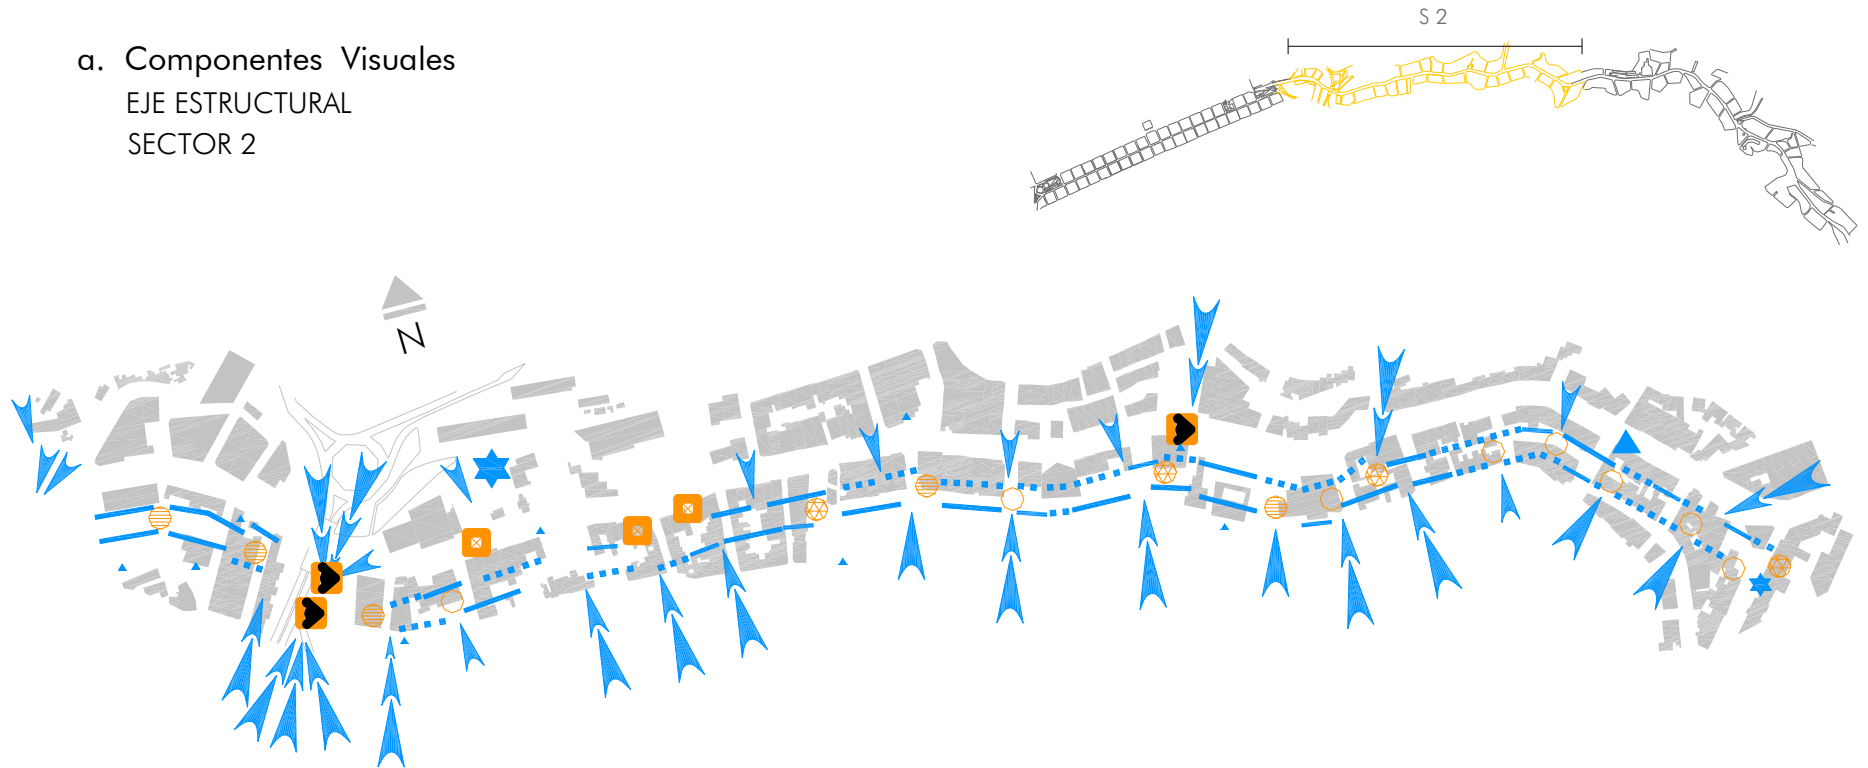 S 2
a. Componentes Visuales
EJE ESTRUCTURAL
SECTOR 2
N